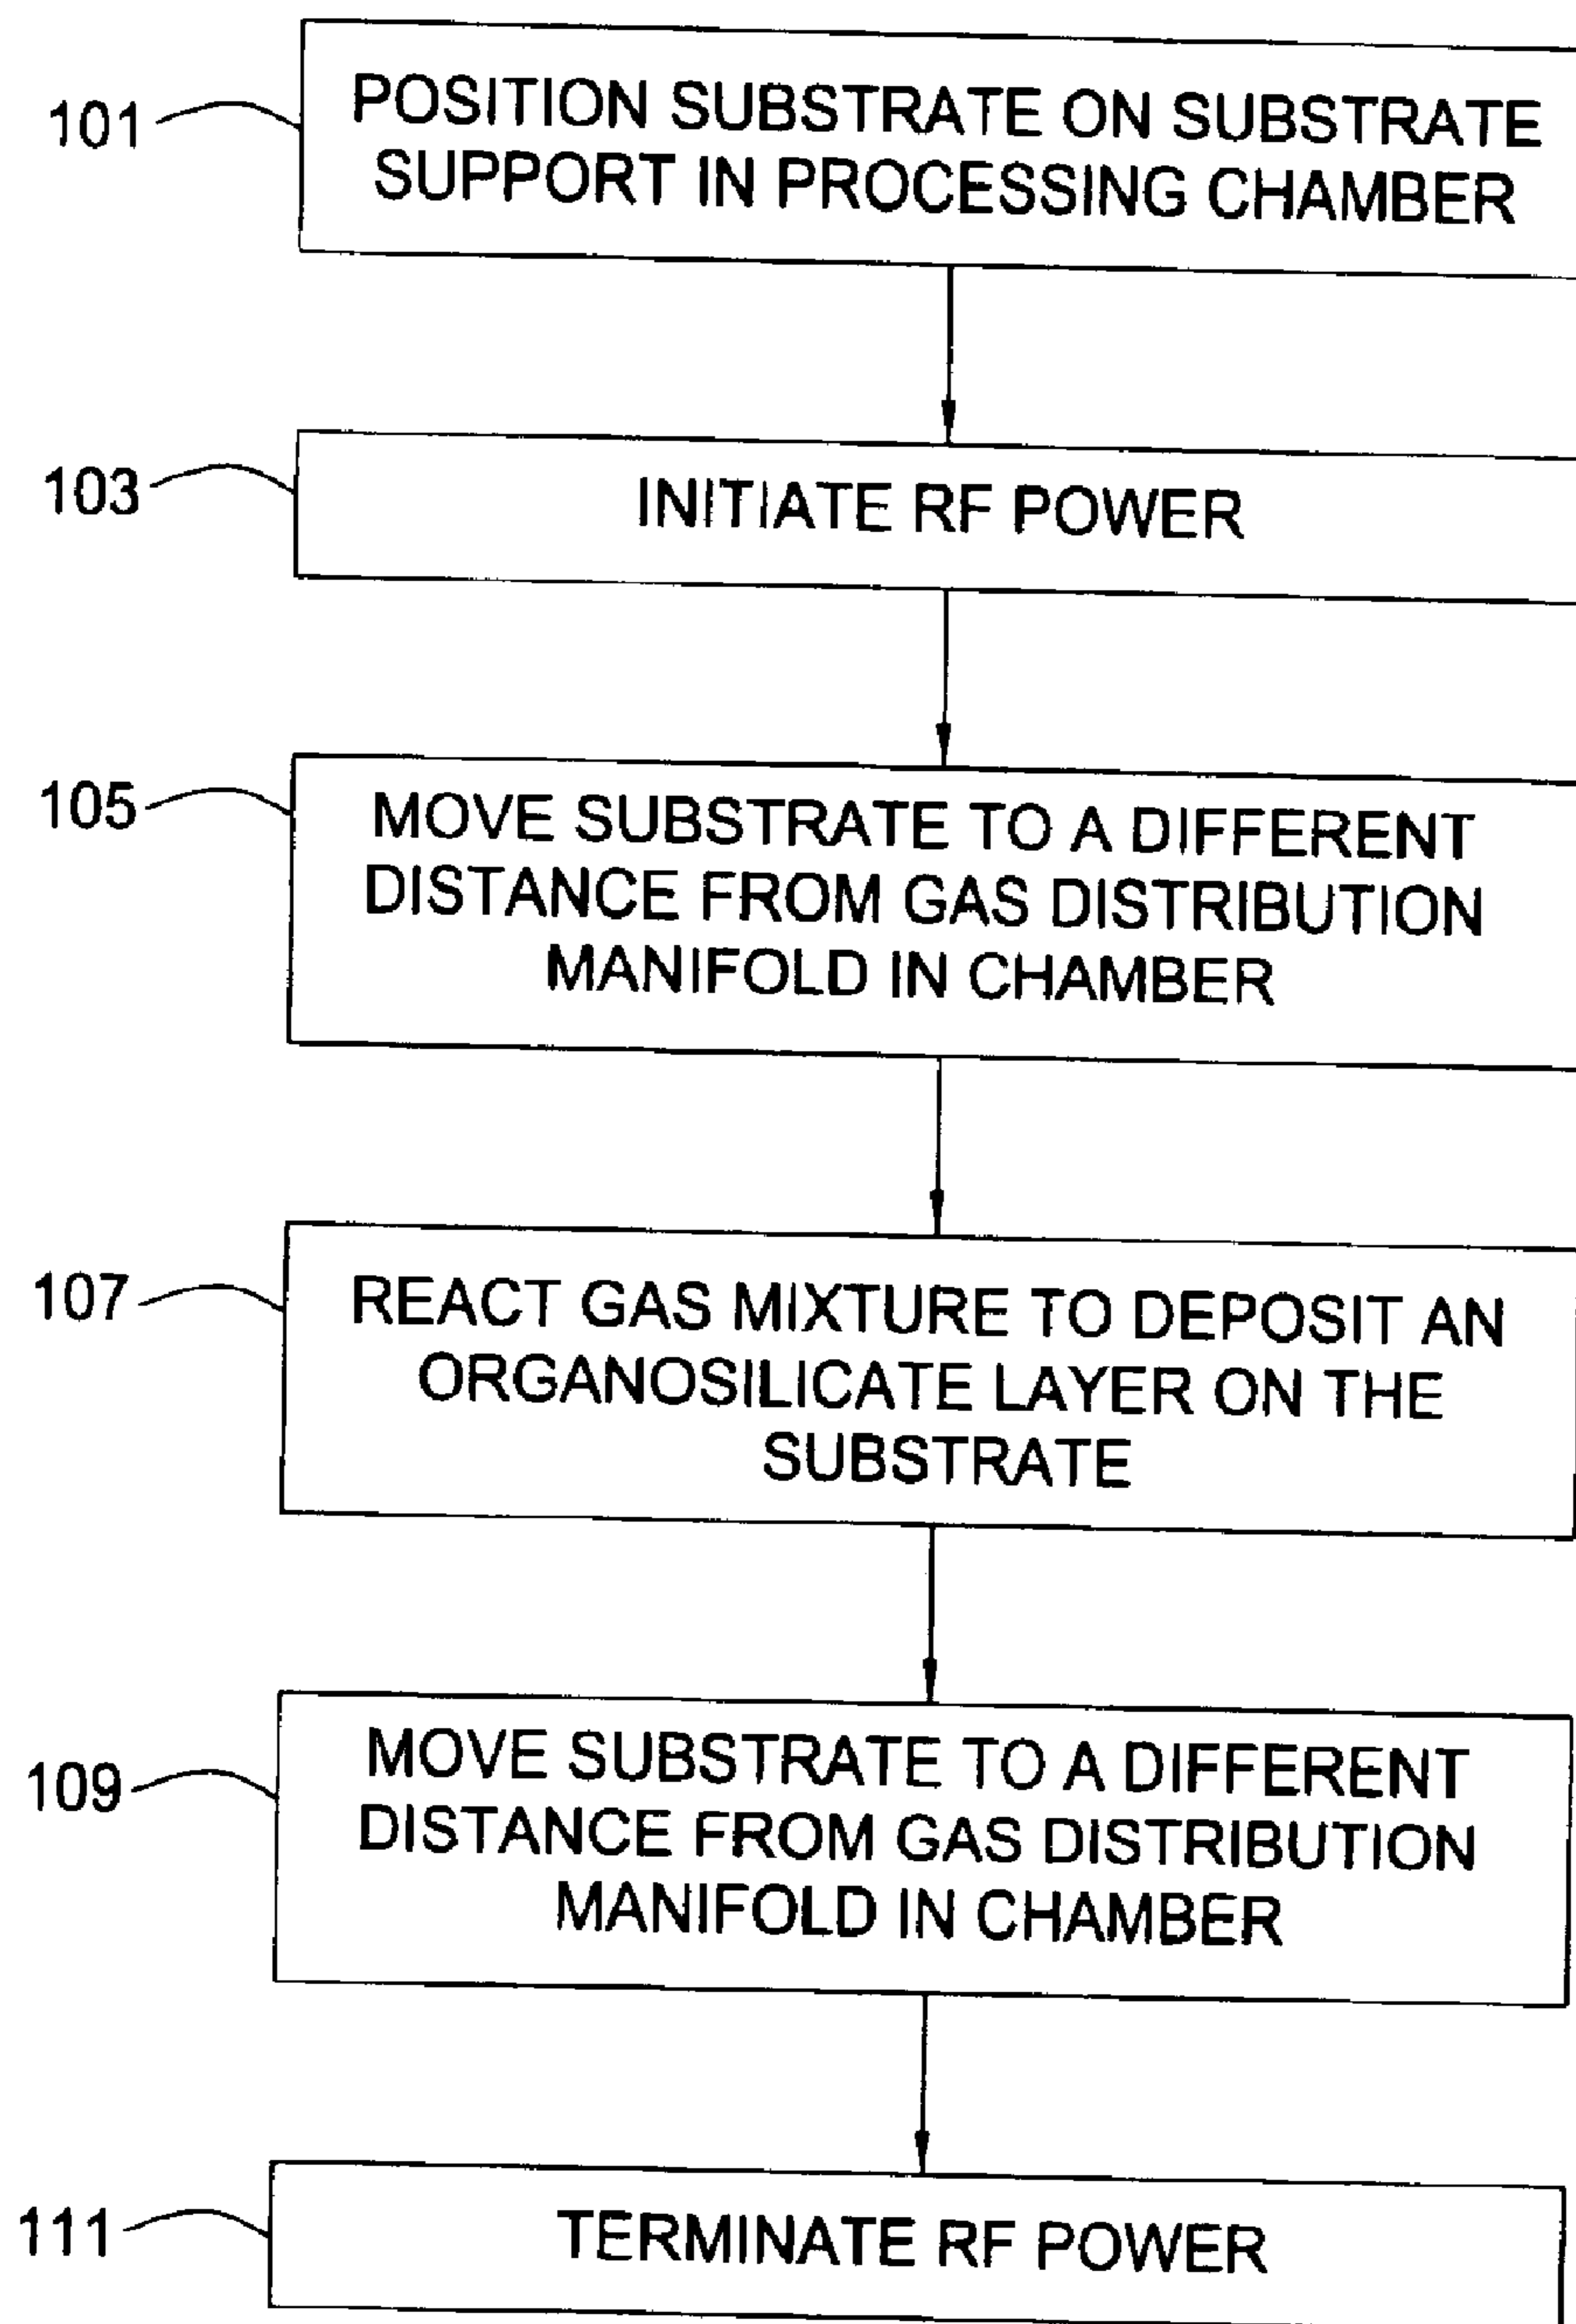 101
POSITION SUBSTRATE ON SUBSTRATE
SUPPORT IN PROCESSING CHAMBER
103
INITIATE RF POWER
105
MOVE SUBSTRATE TO A DIFFERENT
DISTANCE FROM GAS DISTRIBUTION
MANIFOLD IN CHAMBER
107
REACT GAS MIXTURE TO DEPOSIT AN
ORGANOSILICATE LAYER ON THE
SUBSTRATE
109
MOVE SUBSTRATE TO A DIFFERENT
DISTANCE FROM GAS DISTRIBUTION
MANIFOLD IN CHAMBER
111
TERMINATE RF POWER